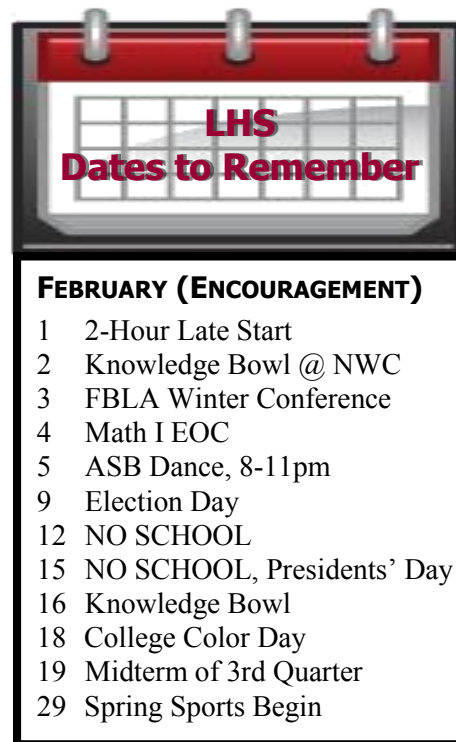 LHS
Dates to Remember
FEBRUARY (ENCOURAGEMENT)
1 2-Hour Late Start
2 Knowledge Bowl @ NWC
3 FBLA Winter Conference
4 Math I EOC
5 ASB Dance, 8-11pm
9 Election Day
12 NO SCHOOL
15 NO SCHOOL, Presidents’ Day
16 Knowledge Bowl
18 College Color Day
19 Midterm of 3rd Quarter
29 Spring Sports Begin